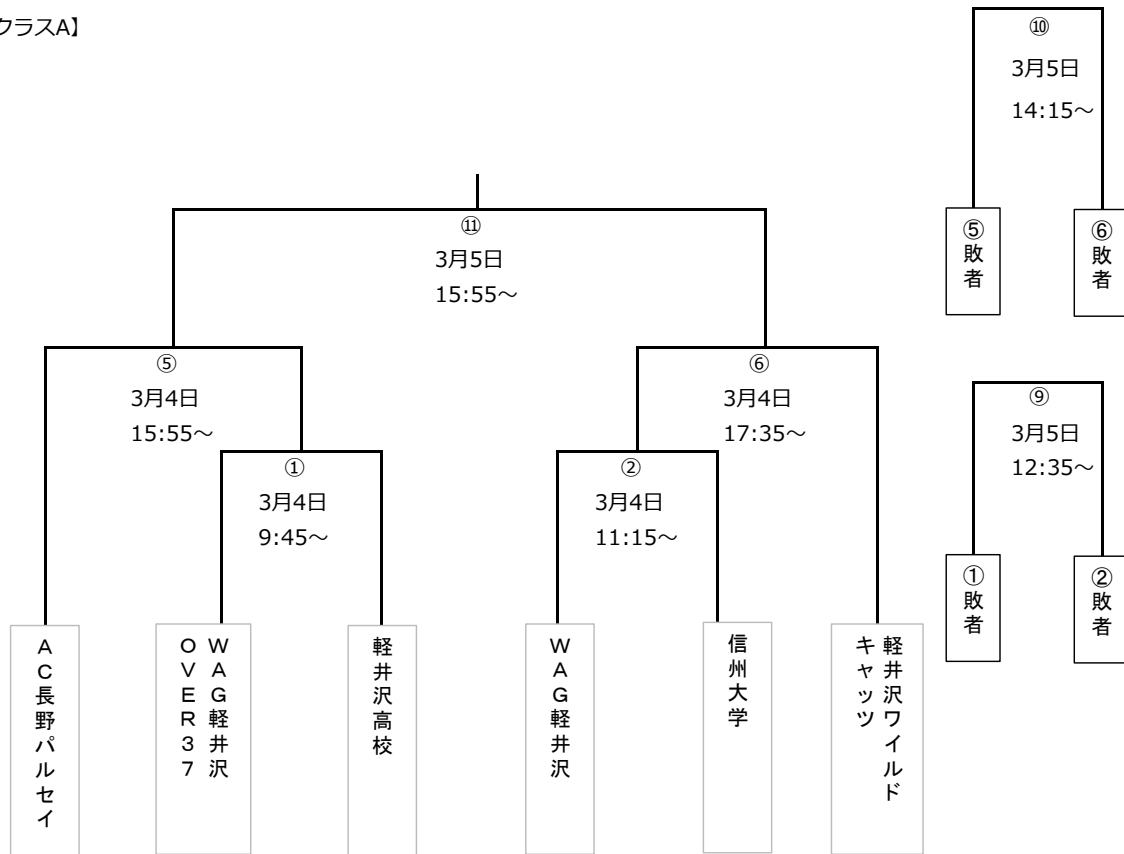 クラスA】
⑩
3月5日
14:15～
⑤敗者
⑥敗者
⑪
3月5日
15:55～
⑤
3月4日
15:55～
⑥
3月4日
17:35～
⑨
3月5日
12:35～
①敗者
②敗者
①
3月4日
9:45～
②
3月4日
11:15～
ＡＣ長野パルセイ
ＷＡＧ軽井沢
ＯＶＥＲ３７
軽井沢高校
ＷＡＧ軽井沢
信州大学
軽井沢ワイルド
キャッツ